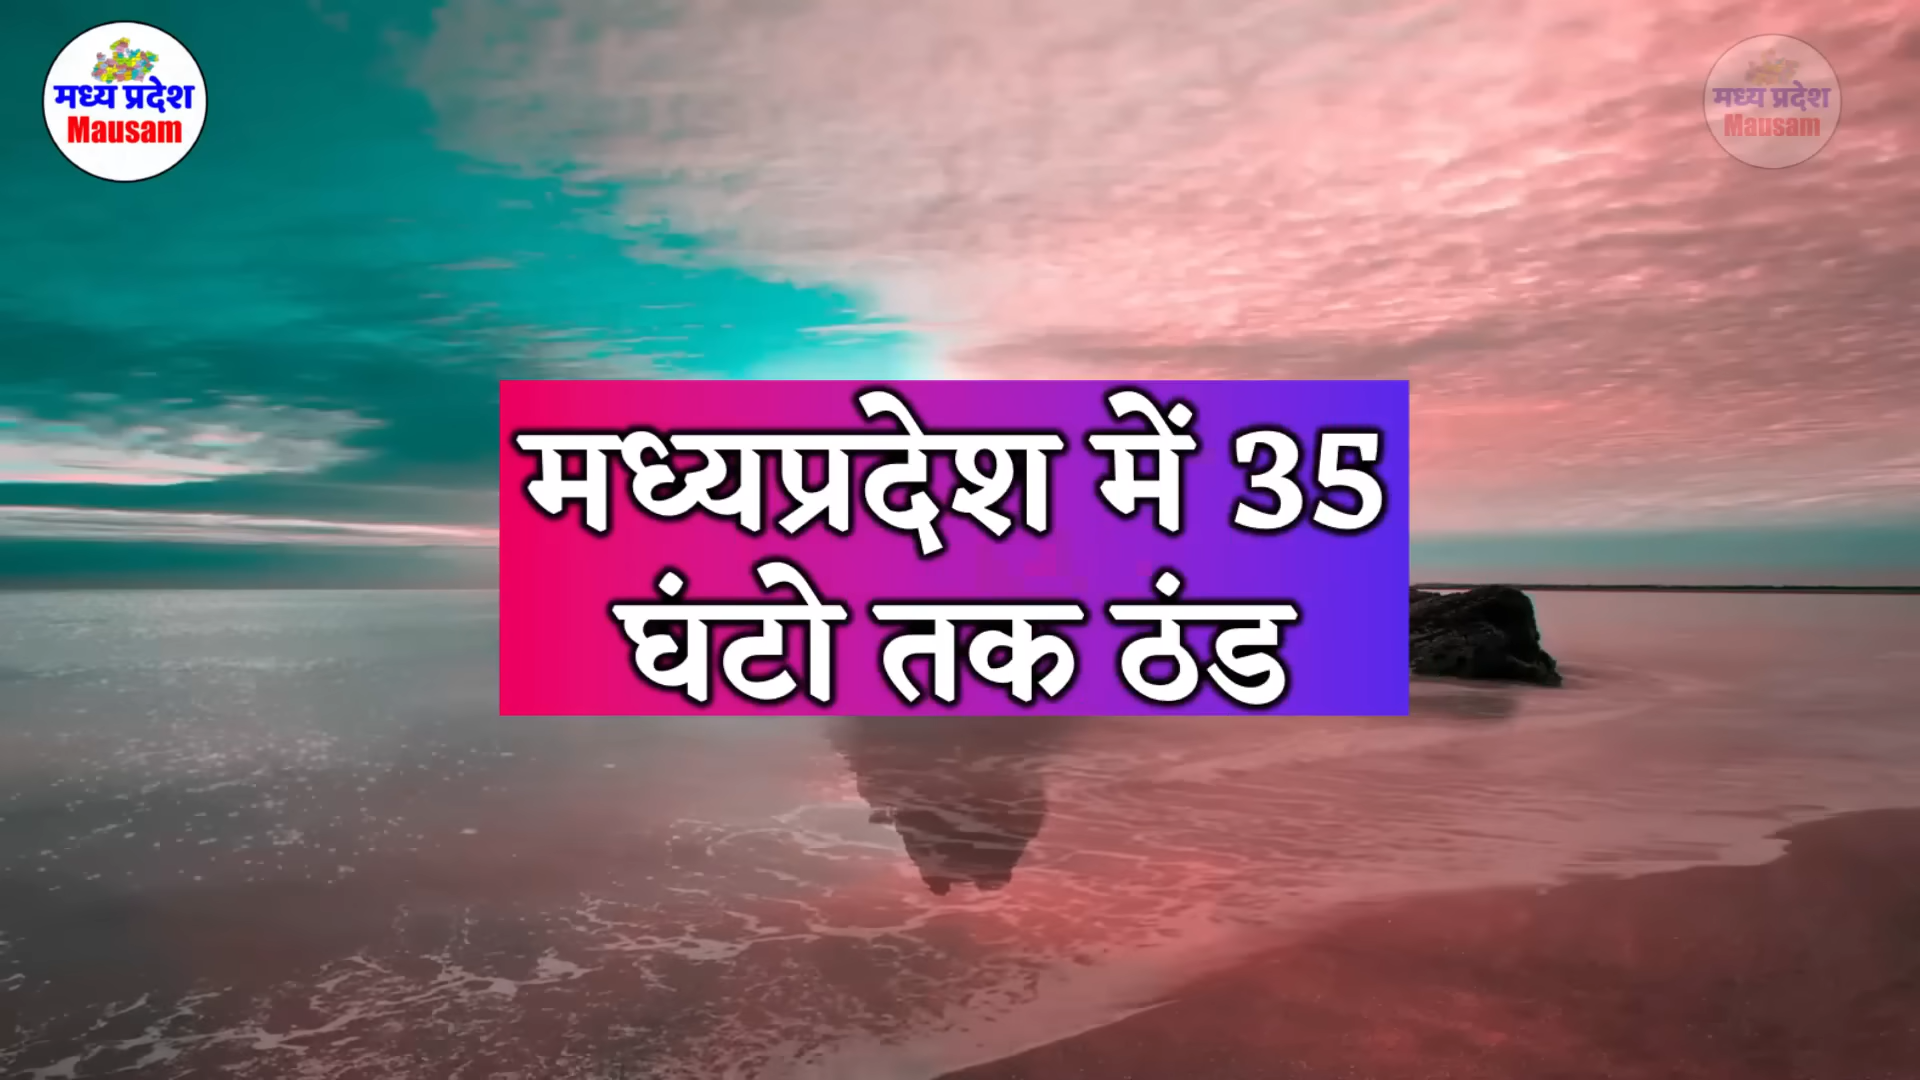 मध्य प्रदेश
Mausam
मध्य प्रदेश
Mausam
मध्यप्रदेश में 35
घंटो तक ठंड